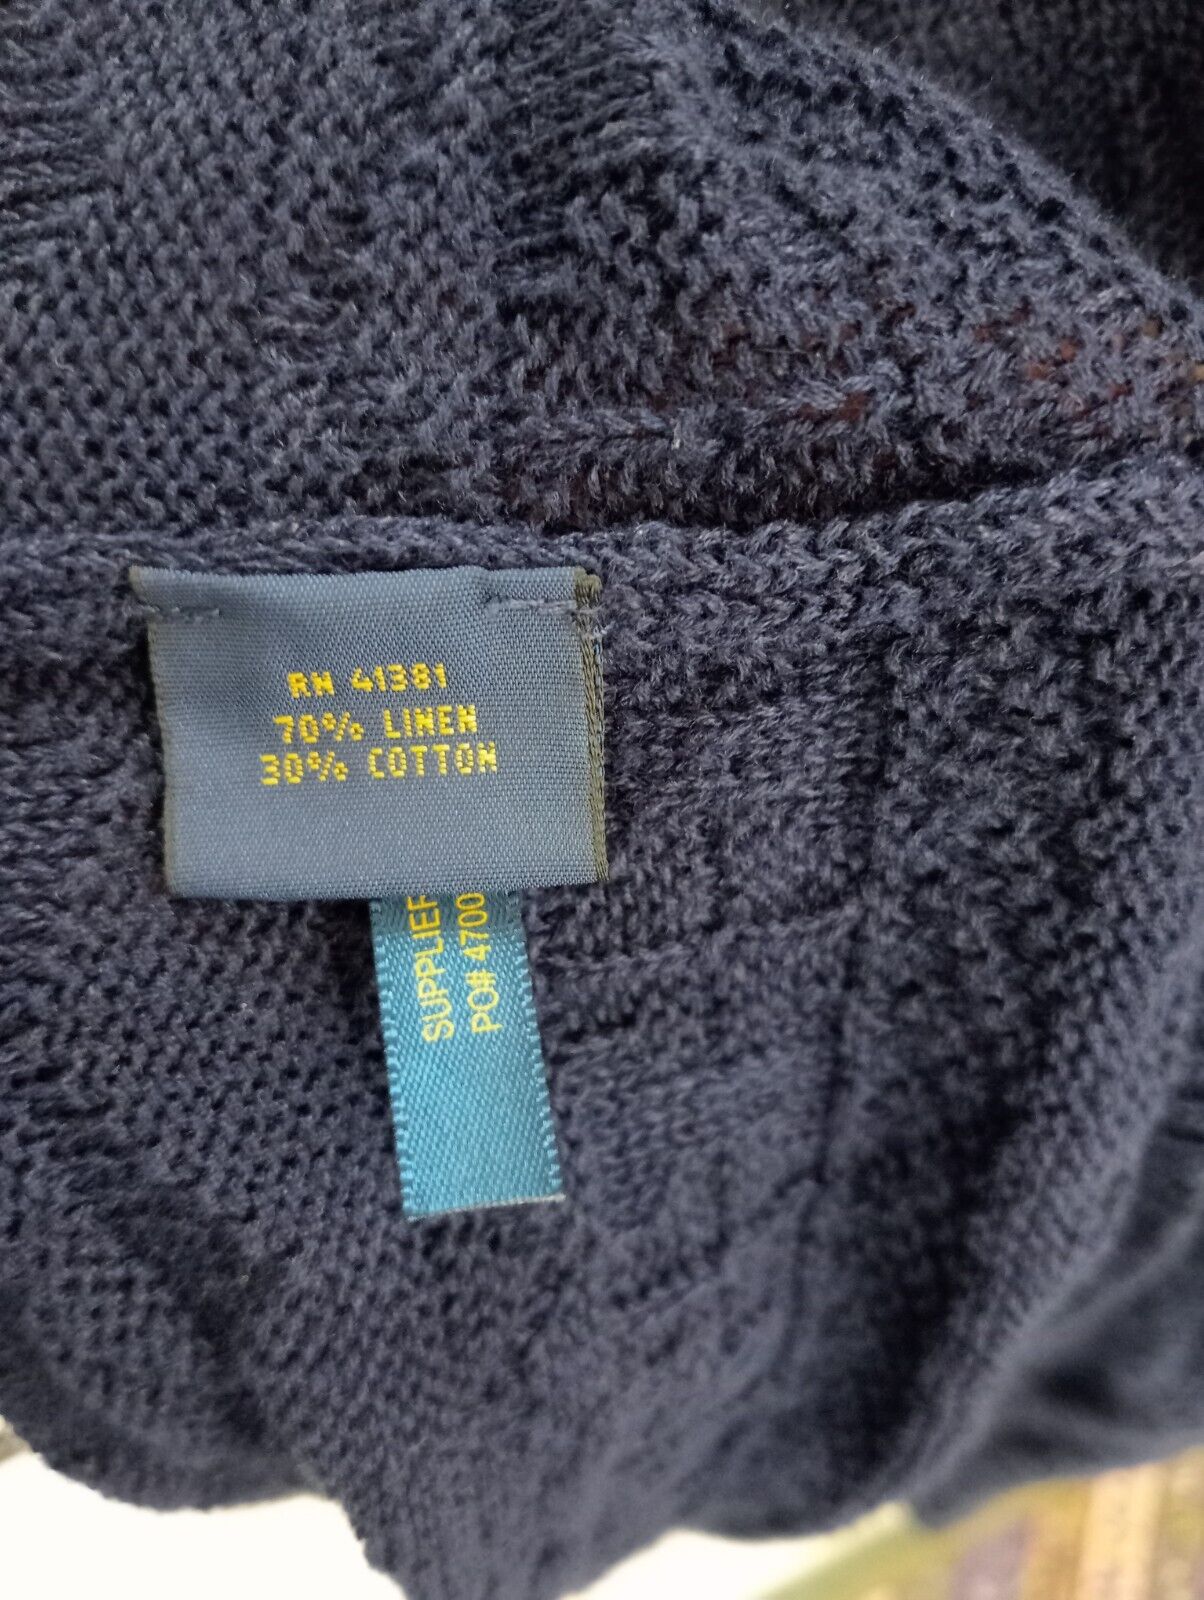 RN 41381
70% LINEN
30% COTTON
SUPPLIER
PO# 4700